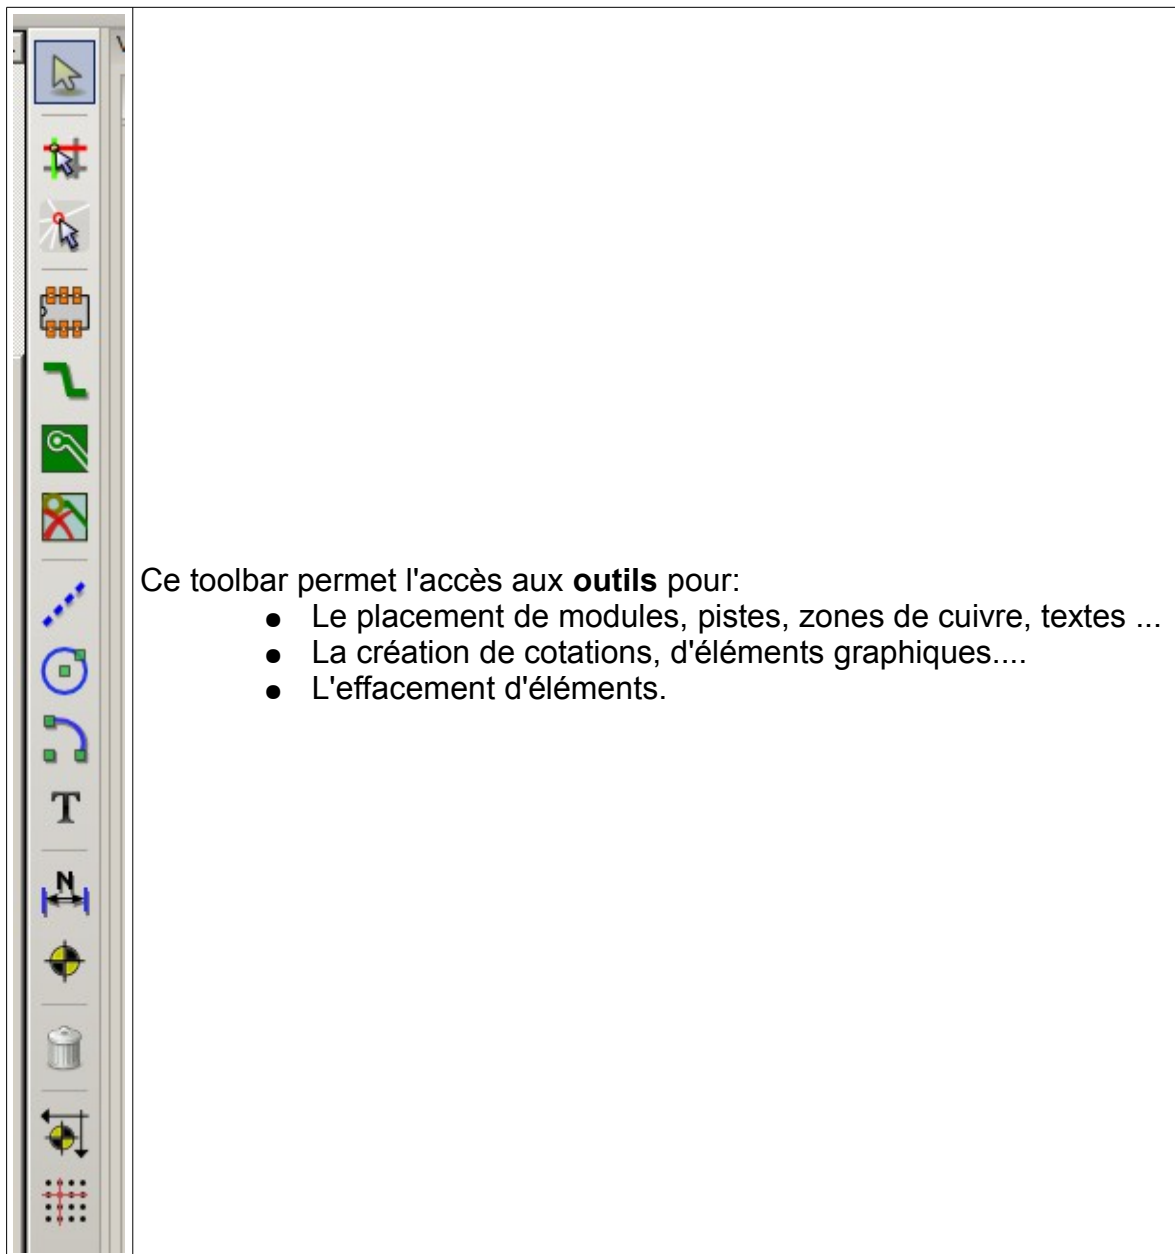 T
N
Ce toolbar permet l'accès aux outils pour:
● Le placement de modules, pistes, zones de cuivre, textes ...
● La création de cotations, d'éléments graphiques....
● L'effacement d'éléments.